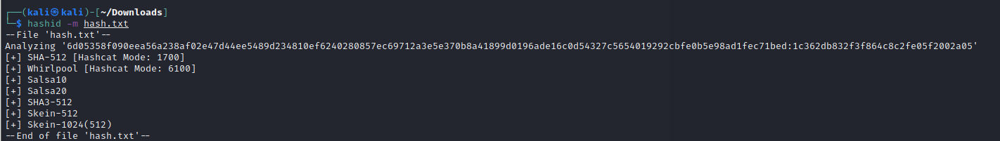 ┌──(kali㉿kali)-[~/Downloads]
└─$ hashid -m hash.txt
--File 'hash.txt'--
Analyzing '6d05358f090eea56a238af02e47d44ee5489d234810ef6240280857ec69712a3e5e370b8a41899d0196ade16c0d54327c5654019292cbfe0b5e98ad1fec71bed:1c362db832f3f864c8c2fe05f2002a05'
[+] SHA-512 [Hashcat Mode: 1700]
[+] Whirlpool [Hashcat Mode: 6100]
[+] Salsa10
[+] Salsa20
[+] SHA3-512
[+] Skein-512
[+] Skein-1024(512)
--End of file 'hash.txt'--